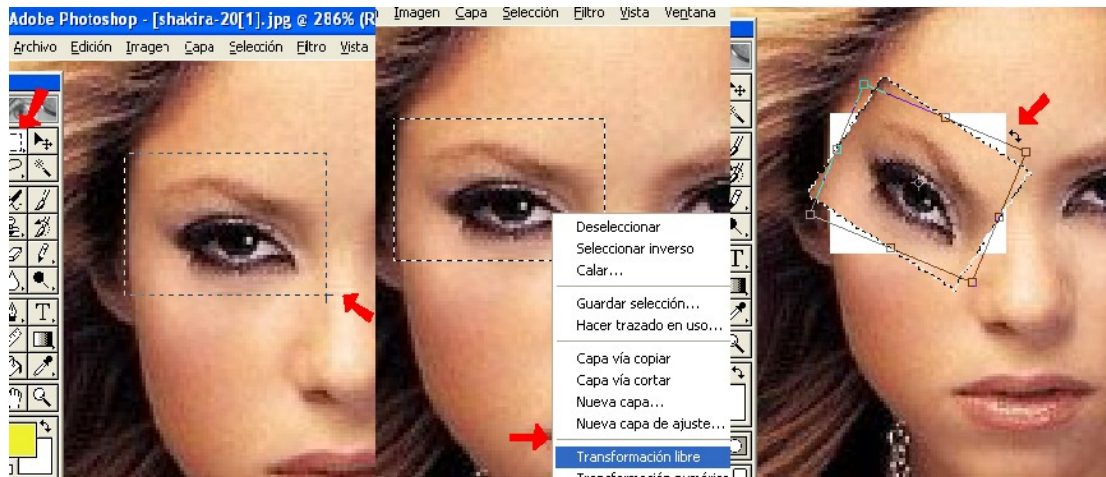 Adobe Photoshop - [shakira-20[1].jpg @ 286% (R
Archivo Edición Imagen Capa Selección Filtro Vista
Imagen Capa Selección Filtro Vista Ventana
Deseleccionar
Seleccionar inverso
Calar...
Guardar selección...
Hacer trazado en uso...
Capa vía copiar
Capa vía cortar
Nueva capa...
Nueva capa de ajuste...
Transformación libre
Transformación numérica